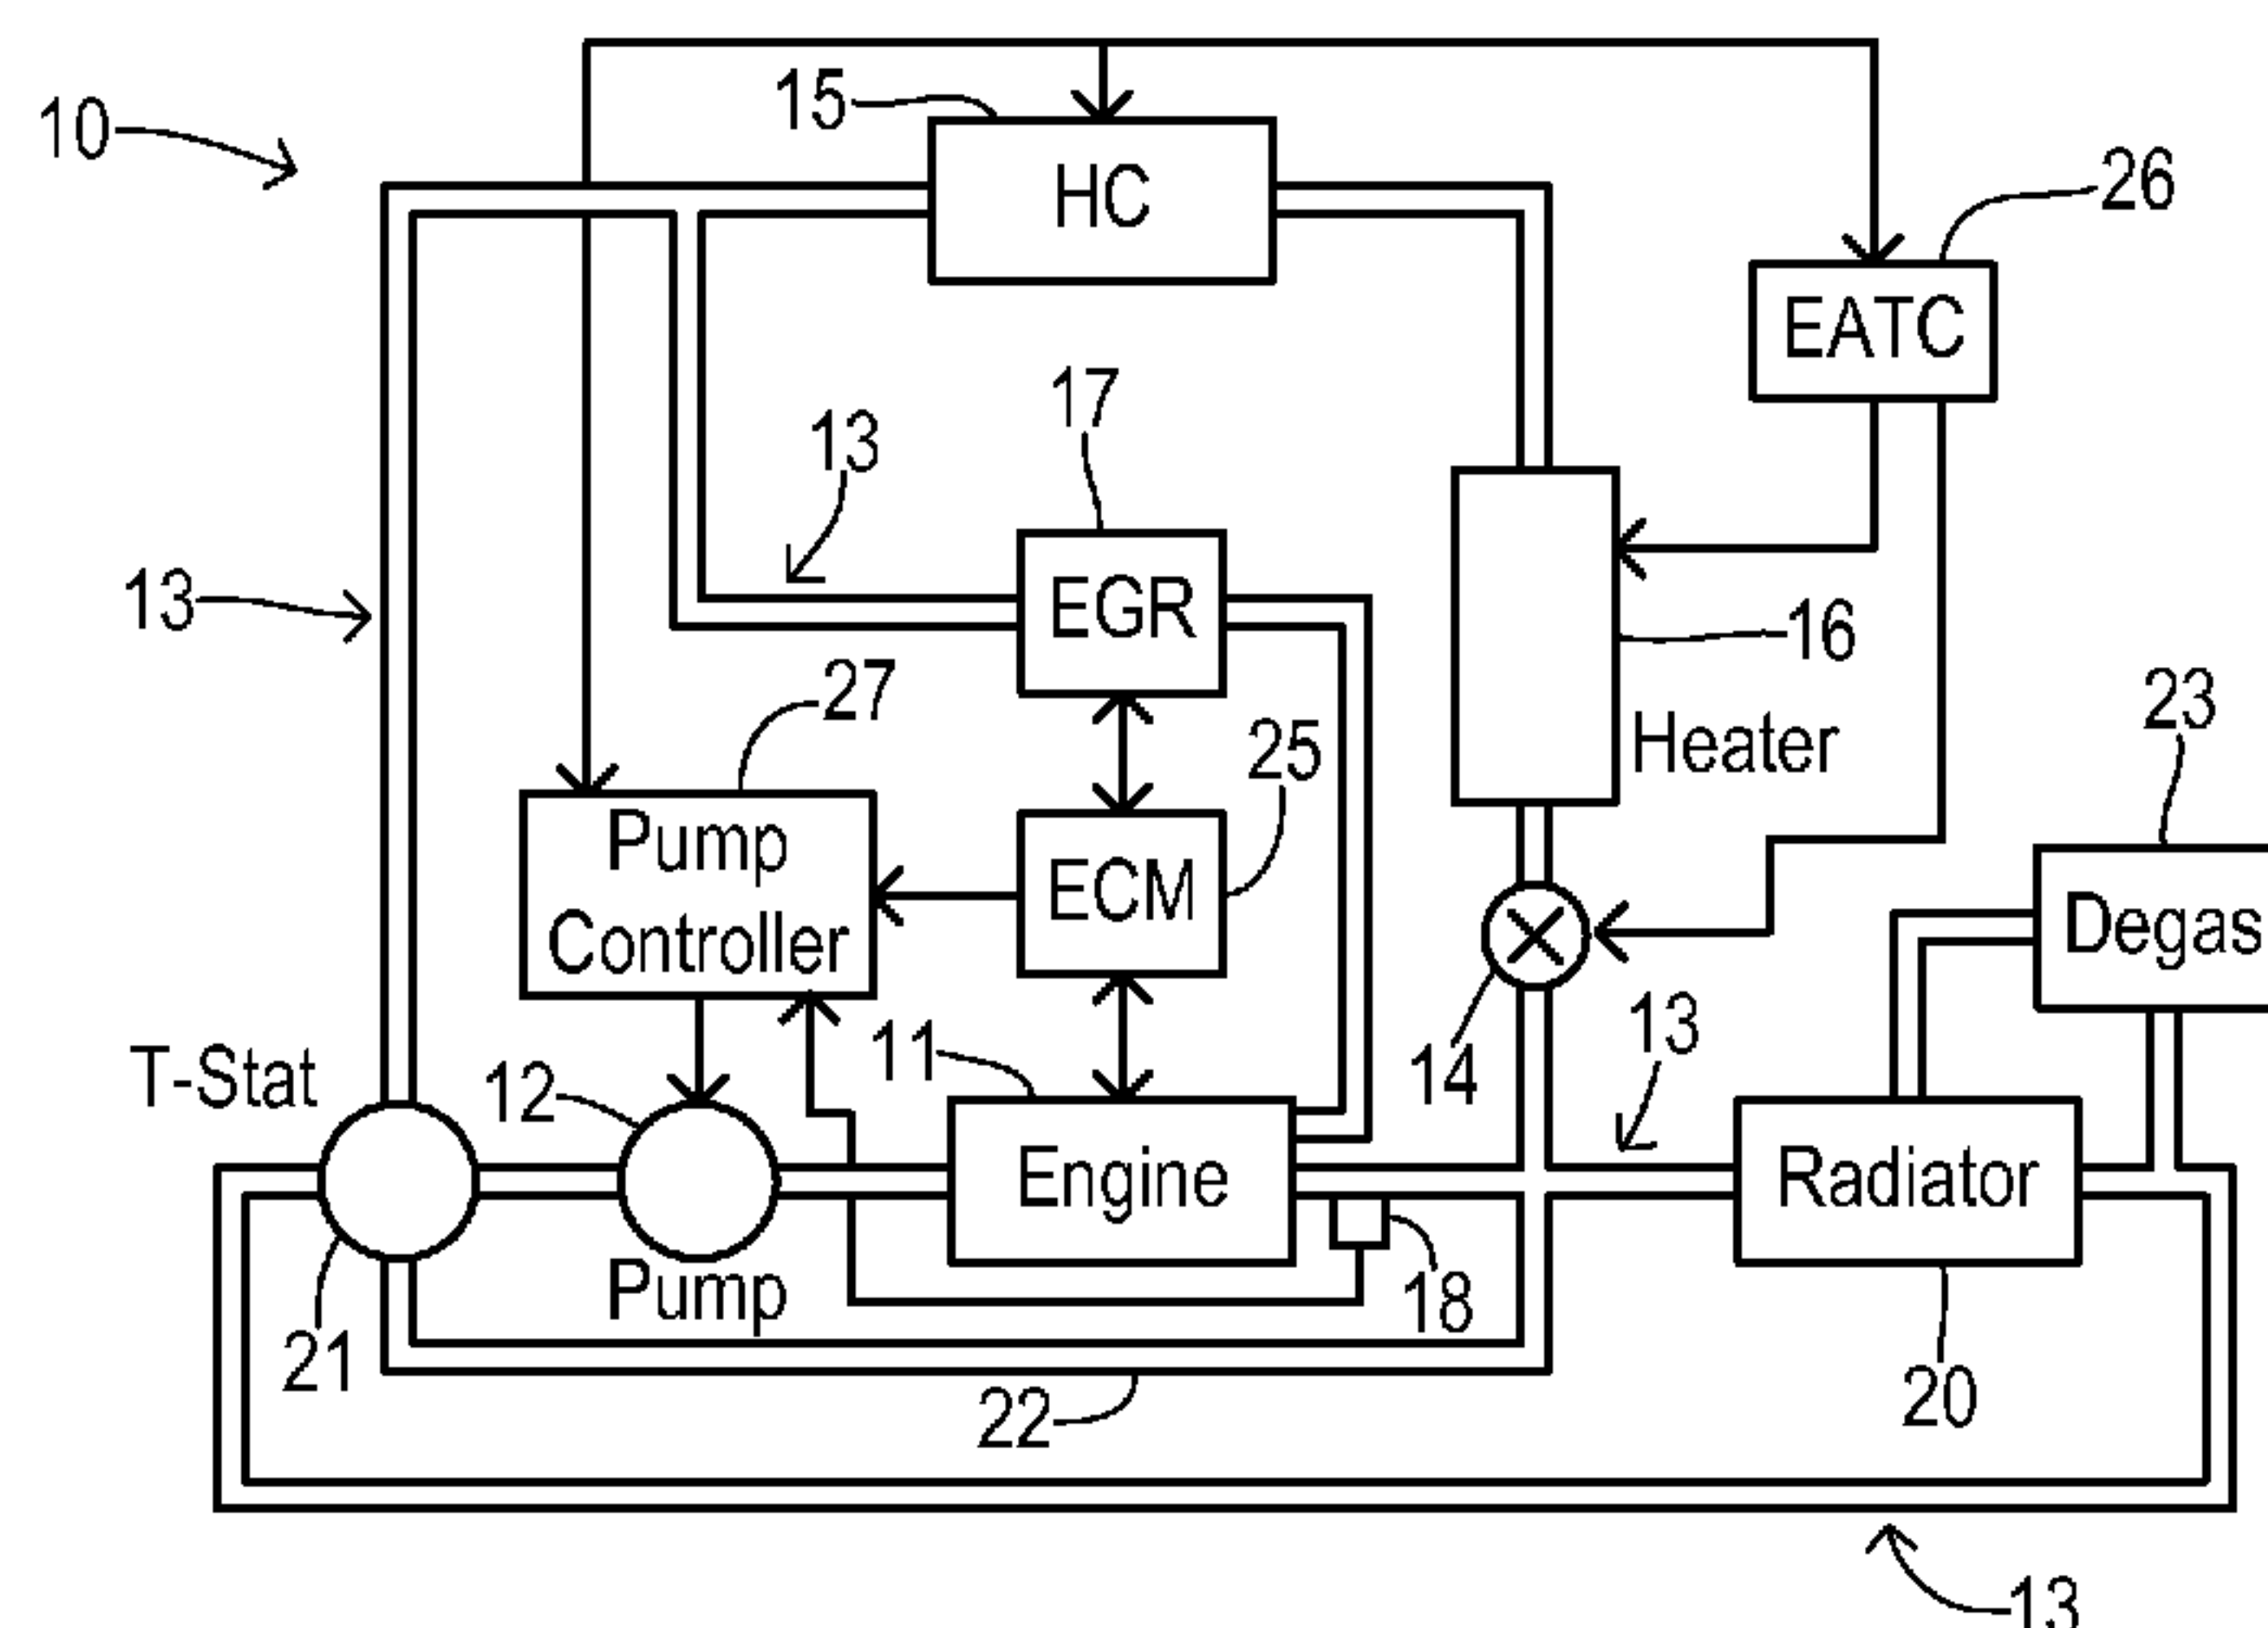 10
15
HC
26
EATC
17
13
EGR
13
16
27
25
Heater
23
Pump
Controller
ECM
Degas
14
13
T-Stat
12
11
Engine
Radiator
Pump
18
21
20
22
13